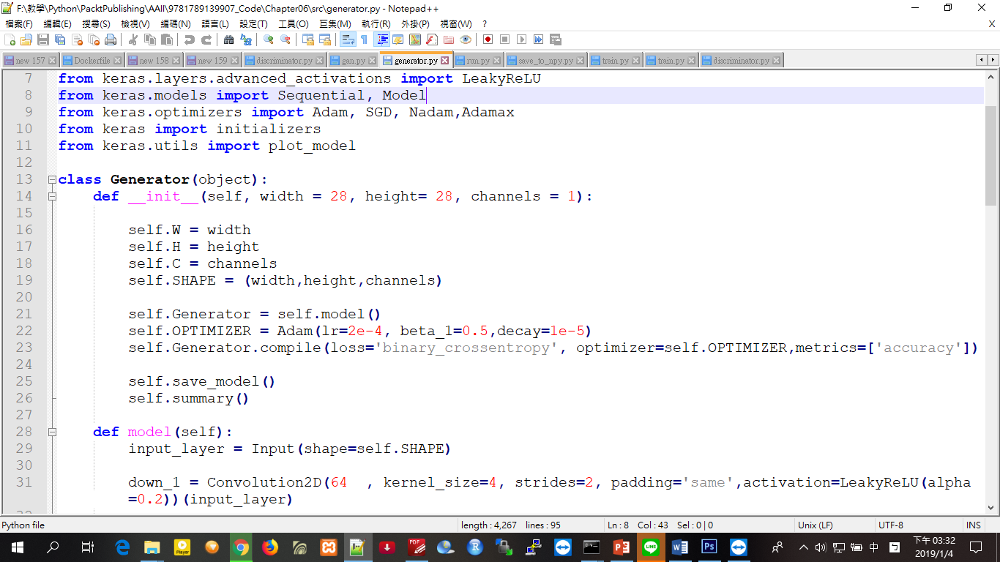 F:\教學\Python\PacktPublishing\AAII\9781789139907_Code\Chapter06\src\generator.py - Notepad++
檔案(F) 編輯(E) 搜尋(S) 檢視(V) 編碼(N) 語言(L) 設定(T) 工具(O) 巨集(M) 執行(R) 外掛(P) 視窗(W) ? X
new 157 Dockerfile new 158 new 159 discriminator.py gan.py generator.py run.py save_to_npy.py train.py train.py discriminator.py
7 from keras.layers.advanced_activations import LeakyReLU
8 from keras.models import Sequential, Model
9 from keras.optimizers import Adam, SGD, Nadam,Adamax
10 from keras import initializers
11 from keras.utils import plot_model
12
13 class Generator(object):
14 def __init__(self, width = 28, height= 28, channels = 1):
15
16 self.W = width
17 self.H = height
18 self.C = channels
19 self.SHAPE = (width,height,channels)
20
21 self.Generator = self.model()
22 self.OPTIMIZER = Adam(lr=2e-4, beta_1=0.5,decay=1e-5)
23 self.Generator.compile(loss='binary_crossentropy', optimizer=self.OPTIMIZER,metrics=['accuracy'])
24
25 self.save_model()
26 self.summary()
27
28 def model(self):
29 input_layer = Input(shape=self.SHAPE)
30
31 down_1 = Convolution2D(64  , kernel_size=4, strides=2, padding='same',activation=LeakyReLU(alpha
=0.2))(input_layer)
Python file length : 4,267 lines : 95 Ln : 8 Col : 43 Sel : 0 | 0 Unix (LF) UTF-8 INS
Player PDF R LINE W Ps 中 下午 03:32
2019/1/4